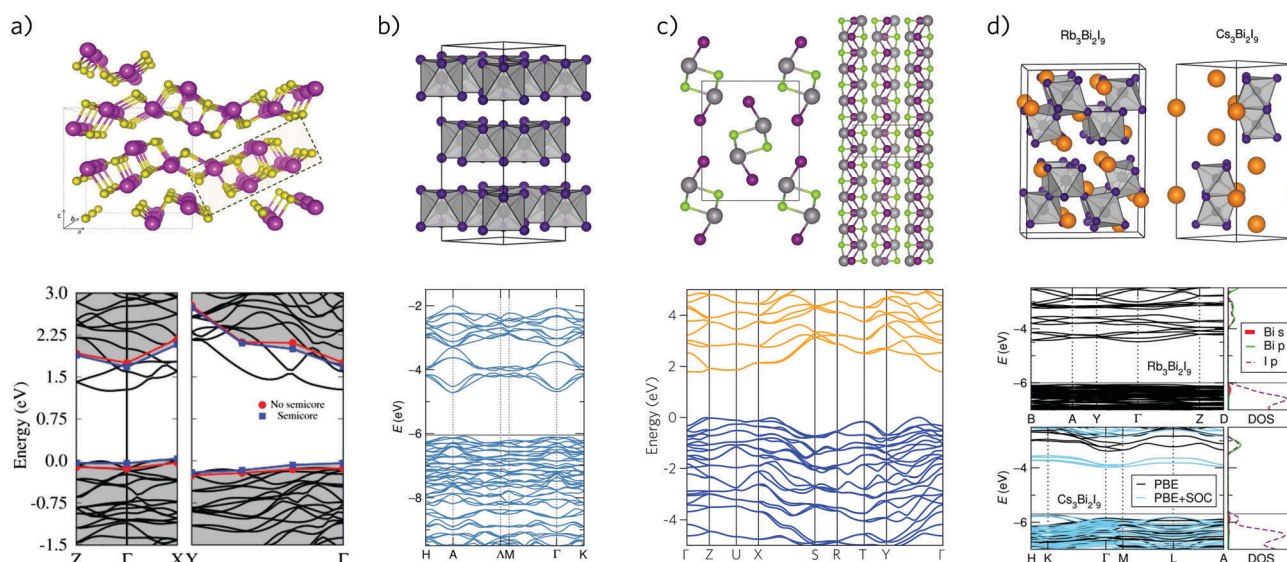 a)
b)
c)
d)
Rb₃Bi₂I₉
Cs₃Bi₂I₉
c
b
a
3.0
2.25
1.5
0.75
0.0
-0.75
-1.5
Energy (eV)
No semicore
Semicore
Z Γ X Y Γ
−2
−4
−6
−8
E (eV)
H A Λ M Γ K
4
2
0
-2
-4
Energy (eV)
Γ Z U X S R T Y Γ
−4
−6
E (eV)
Rb₃Bi₂I₉
Bi s
Bi p
I p
B A Y Γ Z D DOS
−4
−6
E (eV)
PBE
PBE+SOC
Cs₃Bi₂I₉
H K Γ M L A DOS